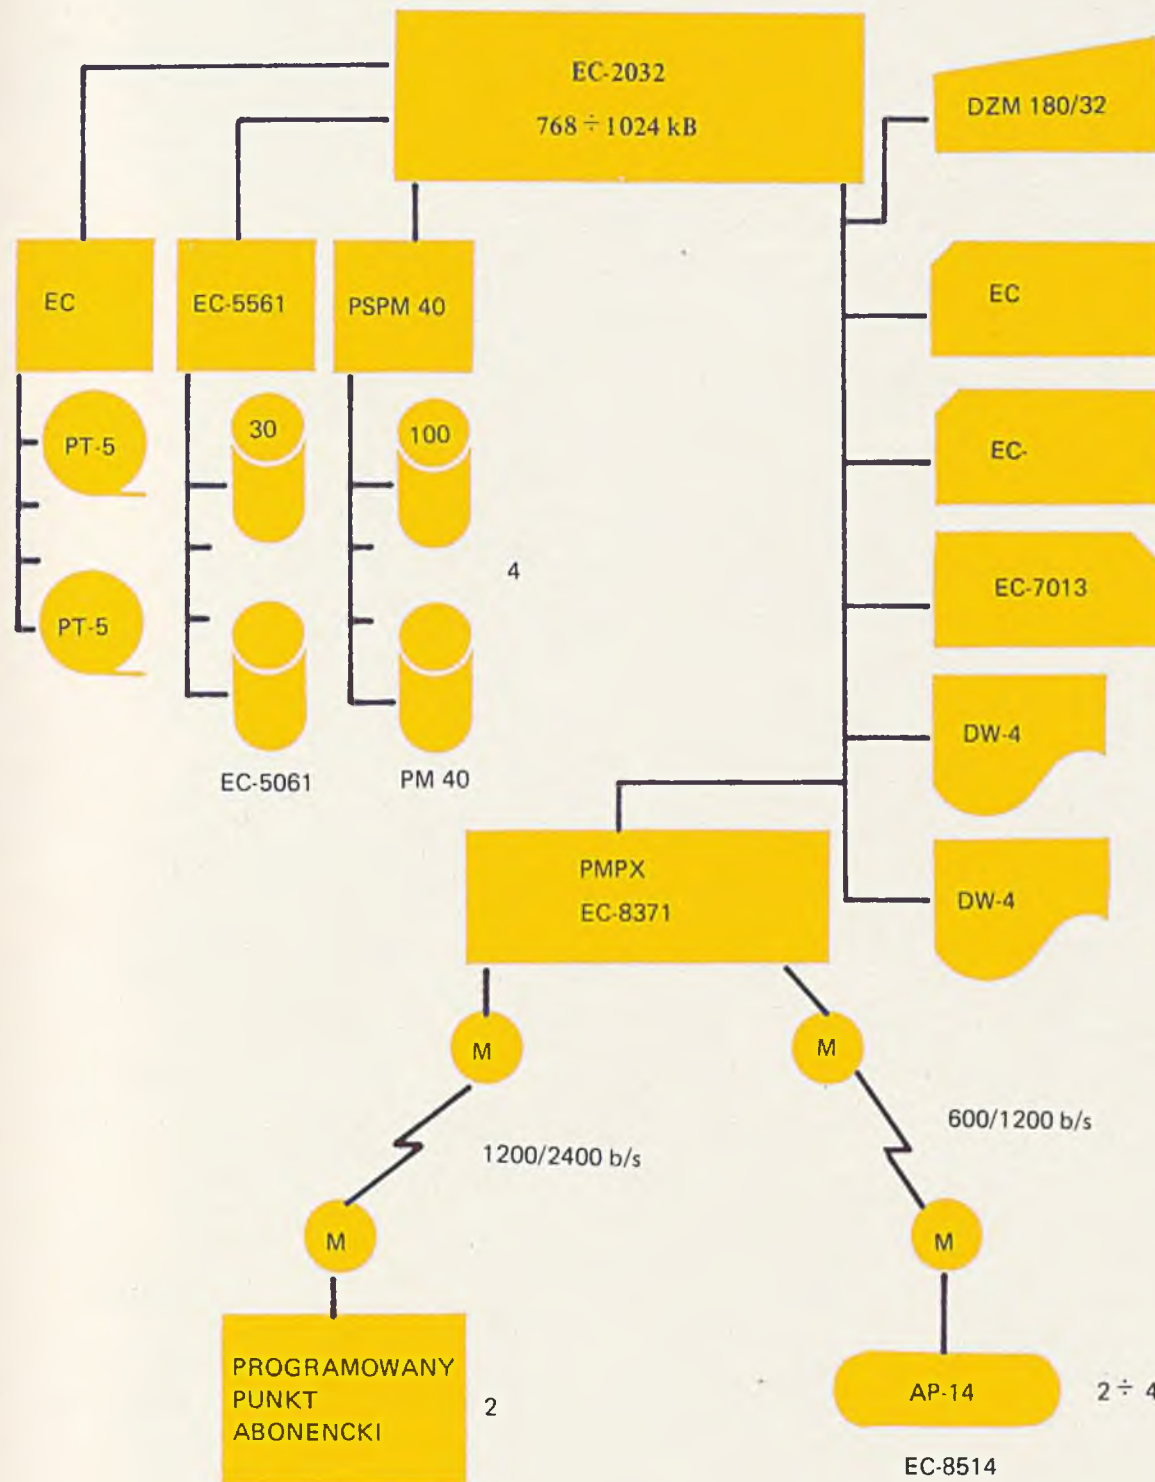 EC-2032
768 ÷ 1024 kB
DZM 180/32
EC
EC-5561
PSPM 40
EC
PT-5
30
100
EC-
4
EC-7013
PT-5
DW-4
EC-5061
PM 40
PMPX
EC-8371
DW-4
M
M
600/1200 b/s
1200/2400 b/s
M
M
PROGRAMOWANY
PUNKT
ABONENCKI
2
AP-14
2 ÷ 4
EC-8514